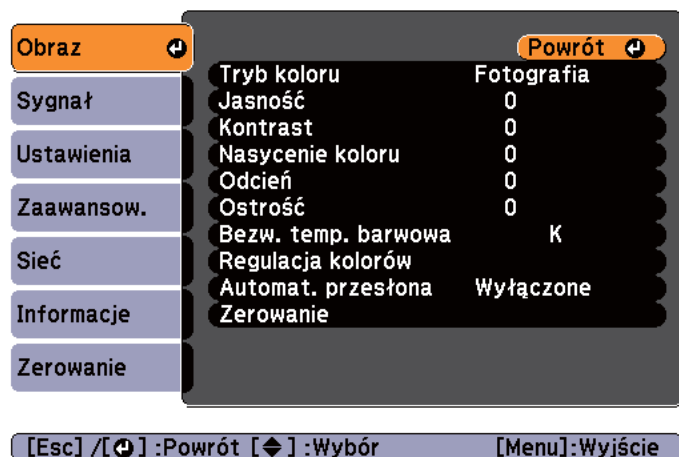 Obraz
Sygnał
Ustawienia
Zaawansow.
Sieć
Informacje
Zerowanie
Powrót
Tryb koloru Fotografia
Jasność 0
Kontrast 0
Nasycenie koloru 0
Odcień 0
Ostrość 0
Bezw. temp. barwowa K
Regulacja kolorów
Automat. przesłona Wyłączone
Zerowanie
[Esc] /[⏎] :Powrót [◆] :Wybór [Menu]:Wyjście